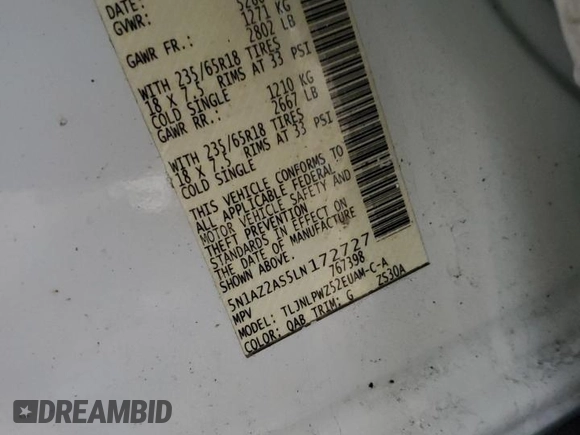 DATE:
GVWR:
1271 KG
GAWR FR.: 2802 LB
WITH 235/65R18 TIRES
18 X 7.5 RIMS AT 33 PSI
COLD SINGLE 1210 KG
GAWR RR.: 2667 LB
WITH 235/65R18 TIRES
18 X 7.5 RIMS AT 33 PSI
COLD SINGLE
THIS VEHICLE CONFORMS TO
ALL APPLICABLE FEDERAL
MOTOR VEHICLE SAFETY AND
THEFT PREVENTION
STANDARDS IN EFFECT ON
THE DATE OF MANUFACTURE
SHOWN ABOVE.
5N1AZ2AS5LN172727
MPV 767398
MODEL: TLJNLPWZS2EUAM-C-A
COLOR: QAB TRIM: G ZS30A
DREAMBID